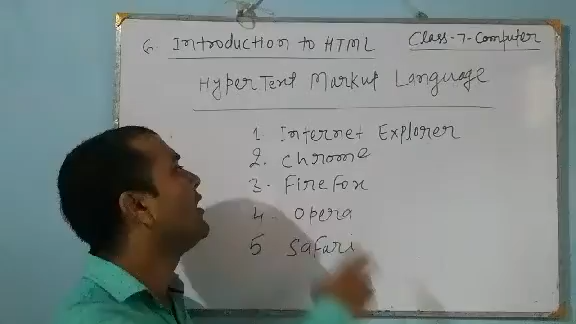 6. Introduction to HTML
Class-7-Computer
HyperText Markup Language
1. Internet Explorer
2. Chrome
3. FireFox
4. Opera
5 Safari